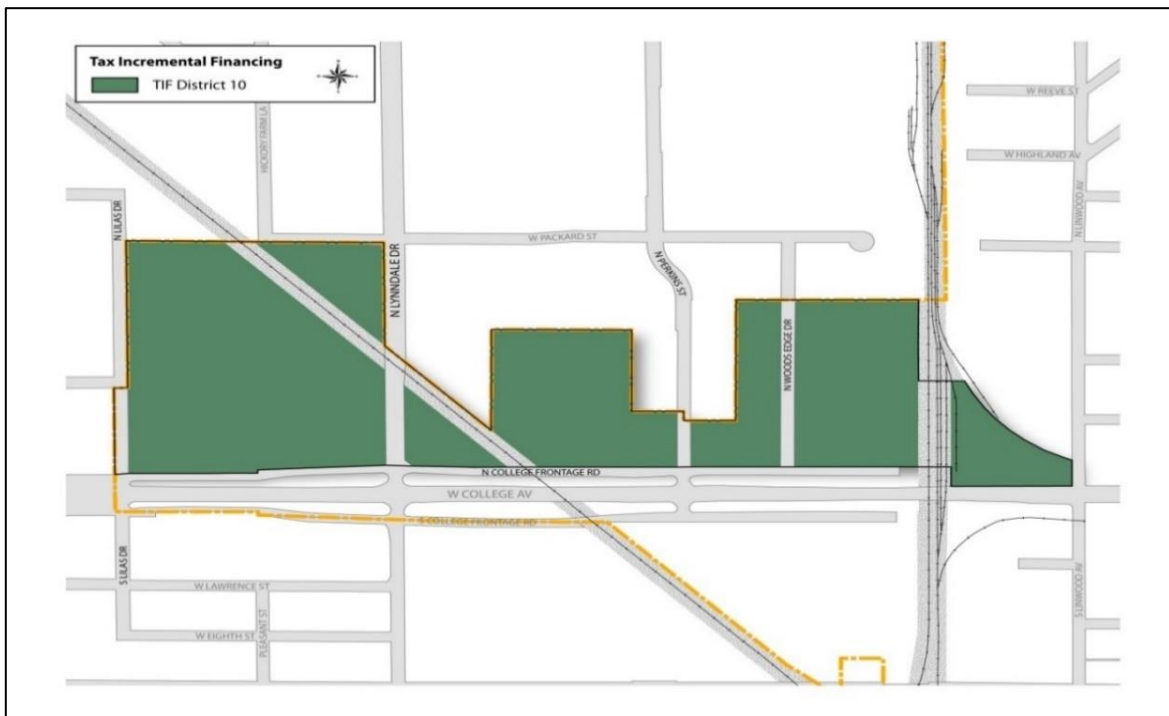 Tax Incremental Financing
TIF District 10
HICKORY FARM LA
W REEVE ST
W HIGHLAND AV
N LINWOOD AV
N LILAS DR
N LYNNDALE DR
W PACKARD ST
N PERKINS ST
N WOODS EDGE DR
N COLLEGE FRONTAGE RD
W COLLEGE AV
S COLLEGE FRONTAGE RD
S LILAS DR
W LAWRENCE ST
PLEASANT ST
W EIGHTH ST
S LINWOOD AV